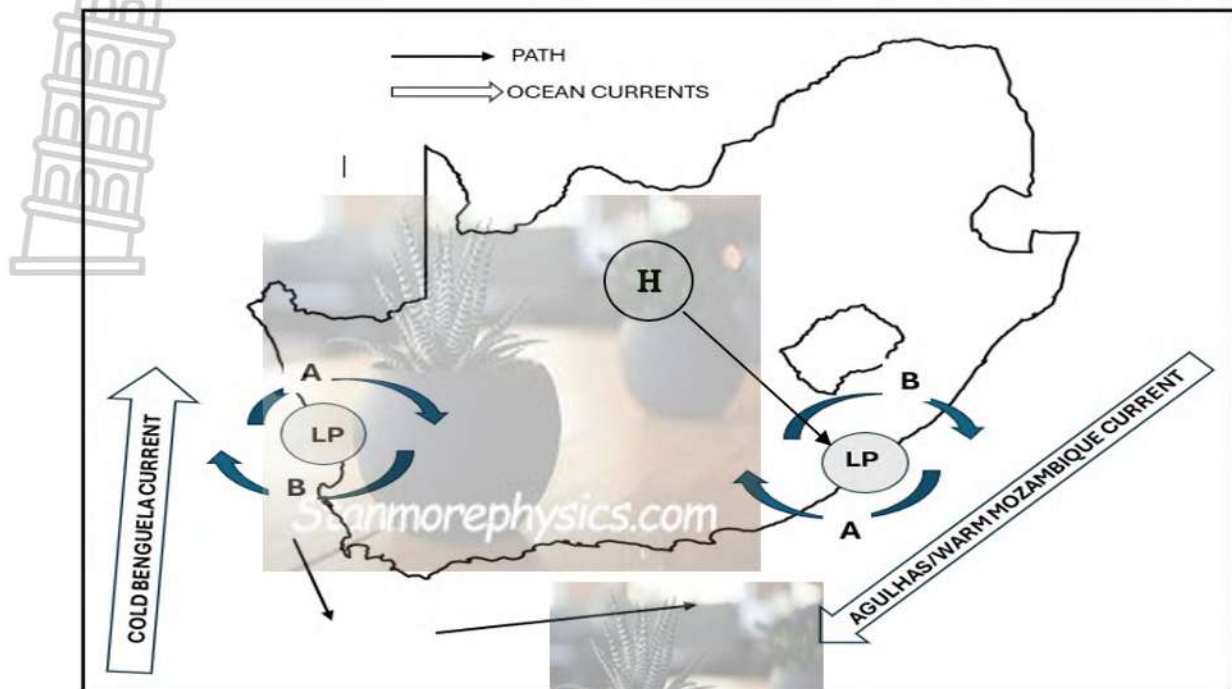 PATH
OCEAN CURRENTS
H
A
B
LP
LP
B
A
Stanmorephysics.com
COLD BENGUELA CURRENT
AGULHAS/WARM MOZAMBIQUE CURRENT